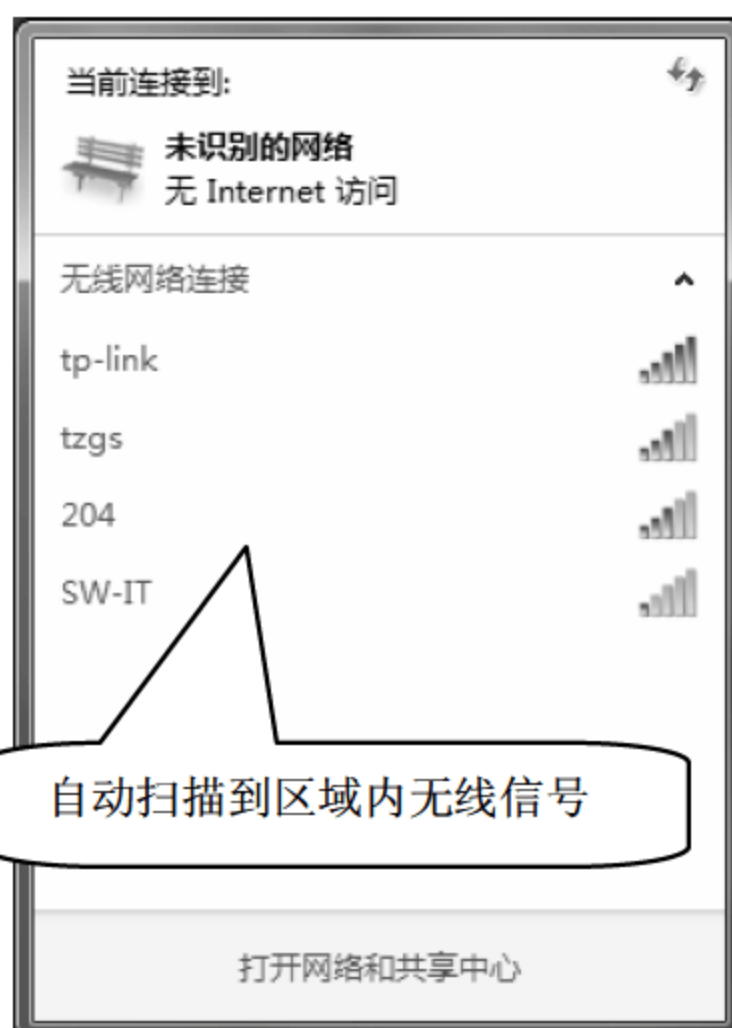 当前连接到:
未识别的网络
无 Internet 访问
无线网络连接
tp-link
tzgs
204
SW-IT
自动扫描到区域内无线信号
打开网络和共享中心